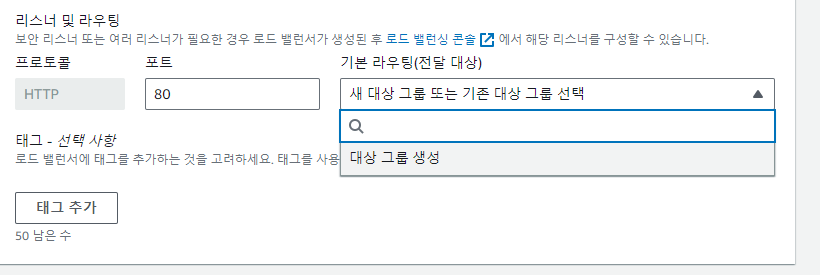 리스너 및 라우팅
보안 리스너 또는 여러 리스너가 필요한 경우 로드 밸런서가 생성된 후 로드 밸런싱 콘솔 에서 해당 리스너를 구성할 수 있습니다.
프로토콜 포트 기본 라우팅(전달 대상)
HTTP 80 새 대상 그룹 또는 기존 대상 그룹 선택
태그 - 선택 사항
로드 밸런서에 태그를 추가하는 것을 고려하세요. 태그를 사용
대상 그룹 생성
태그 추가
50 남은 수